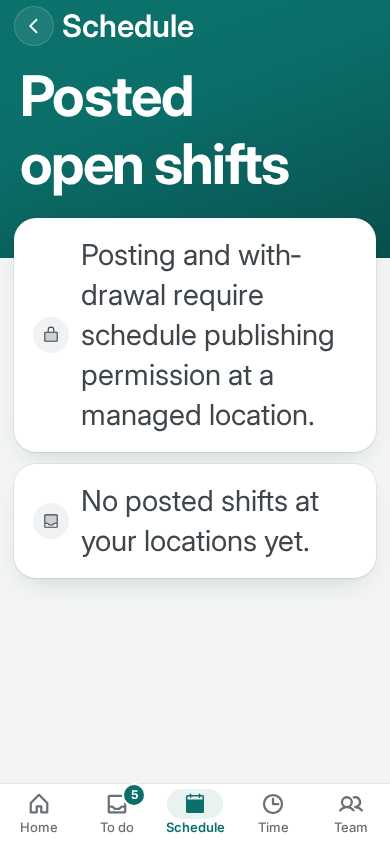 Schedule
Posted
open shifts
Posting and with-
drawal require
schedule publishing
permission at a
managed location.
No posted shifts at
your locations yet.
5
Home
To do
Schedule
Time
Team